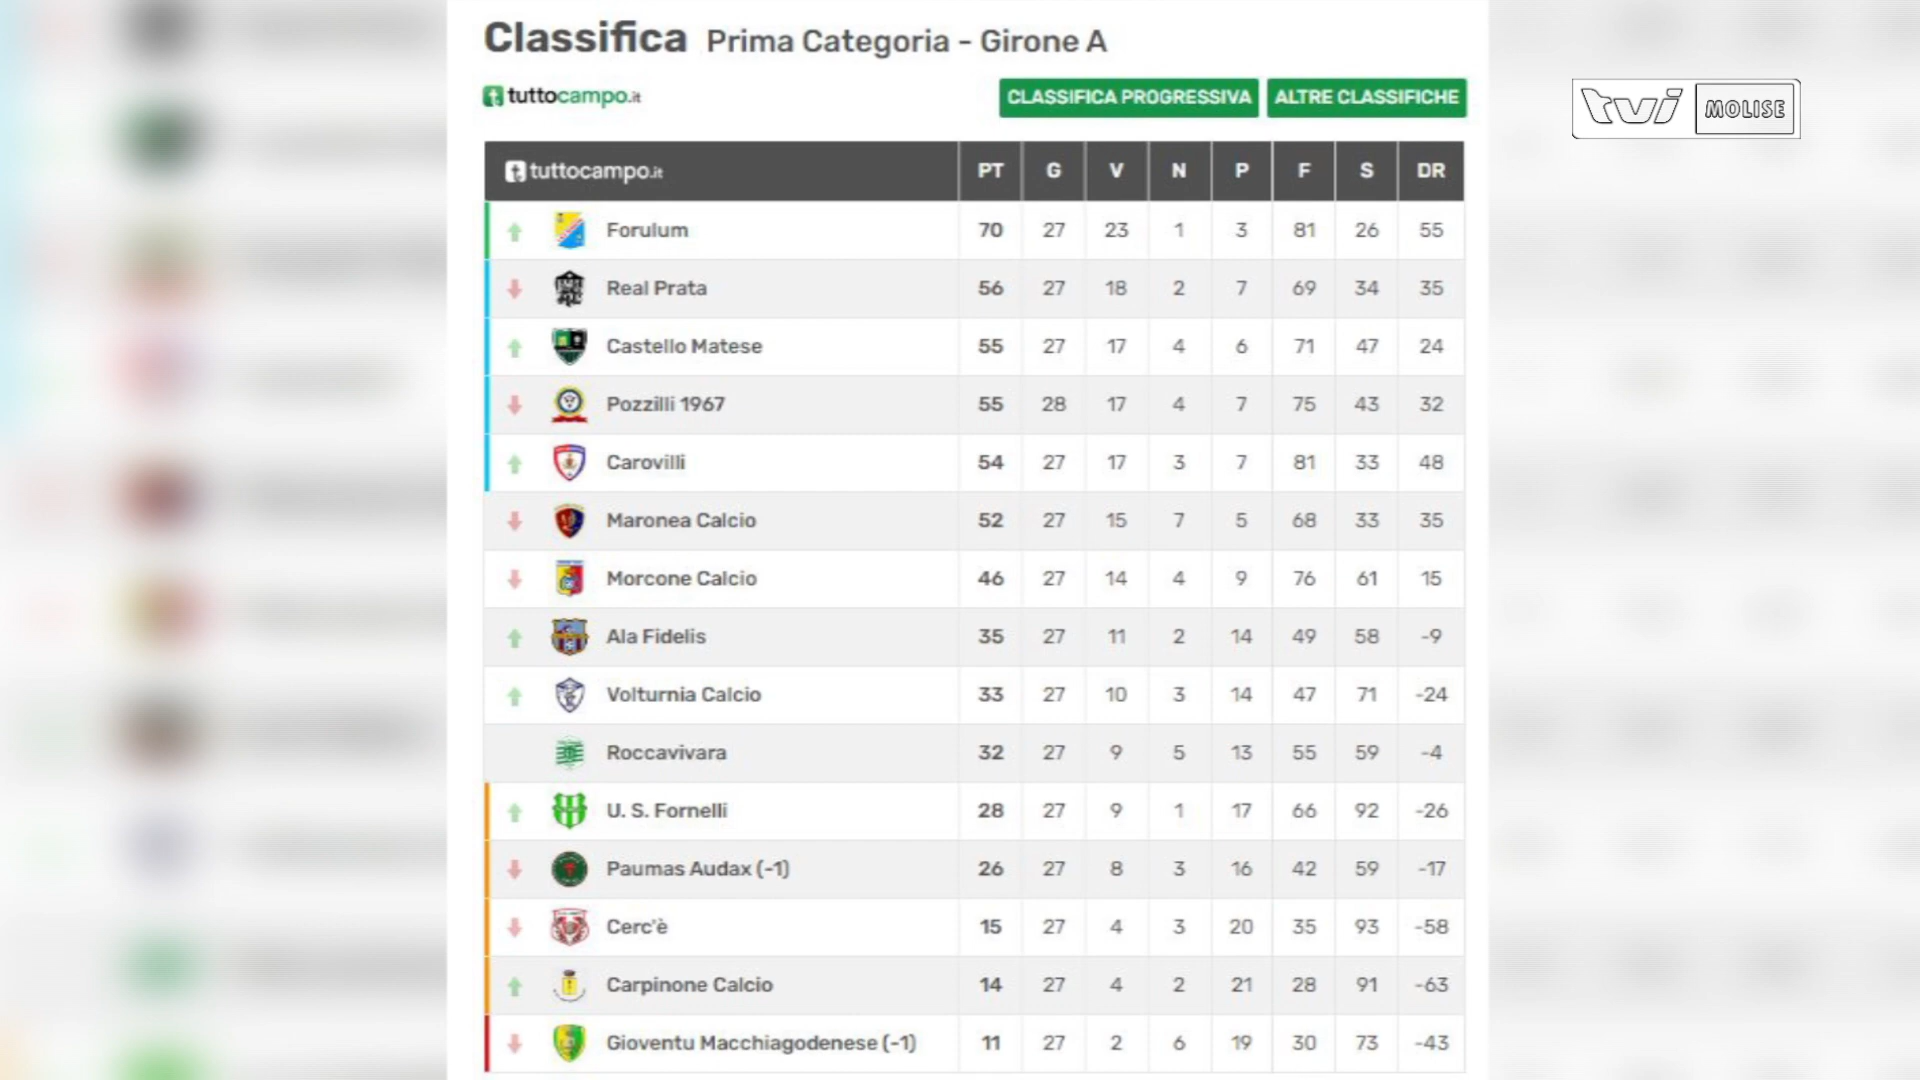 Classifica Prima Categoria - Girone A
tuttocampo.it CLASSIFICA PROGRESSIVA ALTRE CLASSIFICHE
tvi MOLISE
tuttocampo.it PT G V N P F S DR
Forulum 70 27 23 1 3 81 26 55
Real Prata 56 27 18 2 7 69 34 35
Castello Matese 55 27 17 4 6 71 47 24
Pozzilli 1967 55 28 17 4 7 75 43 32
Carovilli 54 27 17 3 7 81 33 48
Maronea Calcio 52 27 15 7 5 68 33 35
Morcone Calcio 46 27 14 4 9 76 61 15
Ala Fidelis 35 27 11 2 14 49 58 -9
Volturnia Calcio 33 27 10 3 14 47 71 -24
Roccavivara 32 27 9 5 13 55 59 -4
U. S. Fornelli 28 27 9 1 17 66 92 -26
Paumas Audax (-1) 26 27 8 3 16 42 59 -17
Cerc'è 15 27 4 3 20 35 93 -58
Carpinone Calcio 14 27 4 2 21 28 91 -63
Gioventu Macchiagodenese (-1) 11 27 2 6 19 30 73 -43